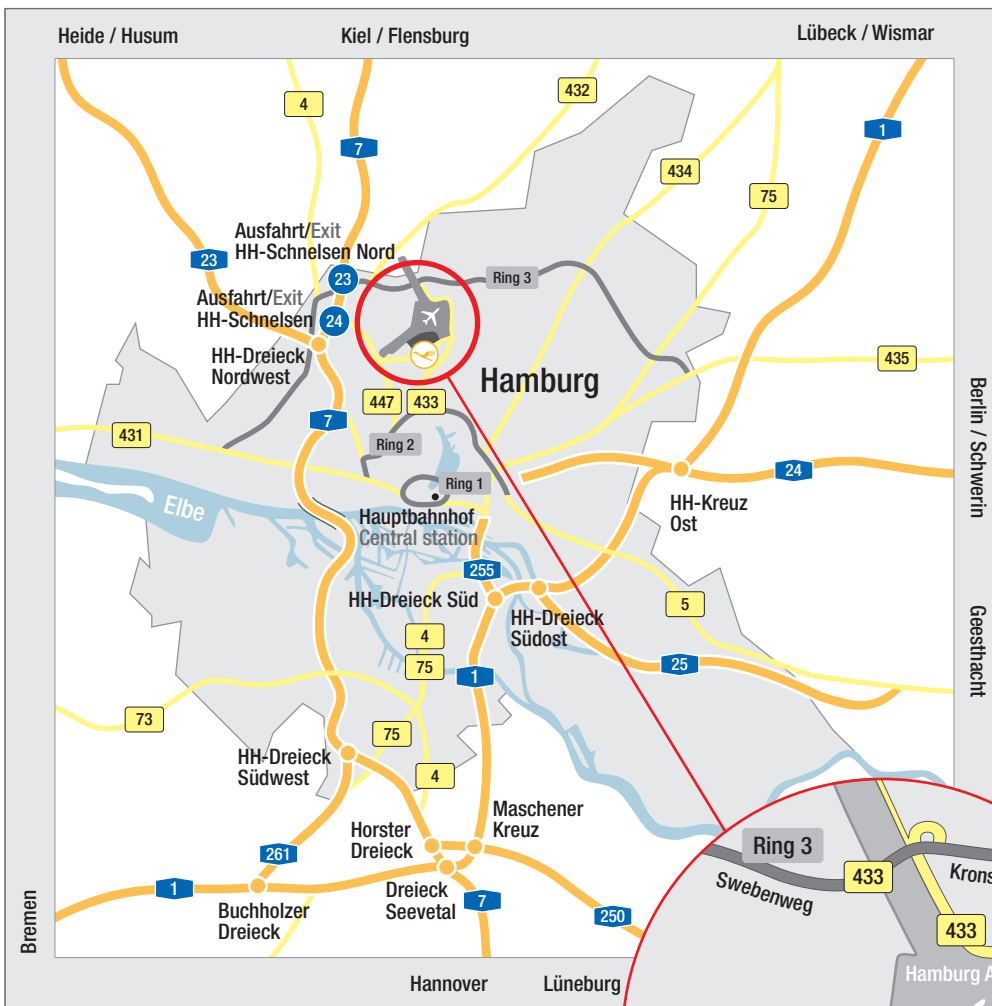 Heide / Husum
Kiel / Flensburg
Lübeck / Wismar
4
432
7
1
434
75
Ausfahrt/Exit
HH-Schnelsen Nord
23
23
Ring 3
Ausfahrt/Exit
HH-Schnelsen
24
HH-Dreieck
Nordwest
435
Hamburg
447
433
7
431
Ring 2
Berlin / Schwerin
24
Ring 1
HH-Kreuz
Ost
Elbe
Hauptbahnhof
Central station
255
HH-Dreieck Süd
HH-Dreieck
Südost
5
4
Geesthacht
75
25
1
73
75
HH-Dreieck
Südwest
4
Maschener
Kreuz
Horster
Dreieck
261
Ring 3
433
Krons
Swebenweg
1
Dreieck
Seevetal
7
Buchholzer
Dreieck
250
433
Bremen
Hamburg A
Hannover
Lüneburg